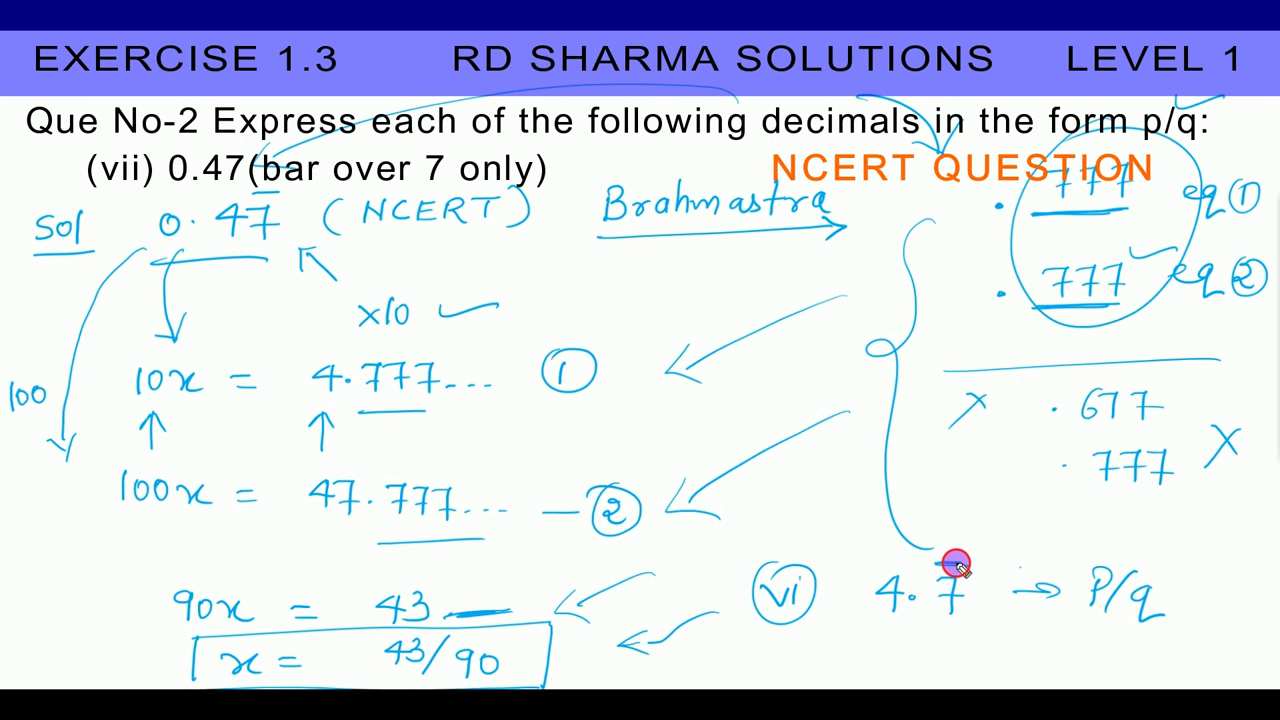 EXERCISE 1.3 RD SHARMA SOLUTIONS LEVEL 1
Que No-2 Express each of the following decimals in the form p/q:
(vii) 0.47(bar over 7 only) NCERT QUESTION
Sol 0.47̅ (NCERT) Brahmastra .777 eq ①
.777 eq ②
×10
100 10x = 4.777... ①
× .677
.777 ×
100x = 47.777... — ②
90x = 43
(vi) 4.7̅ → P/q
x = 43/90